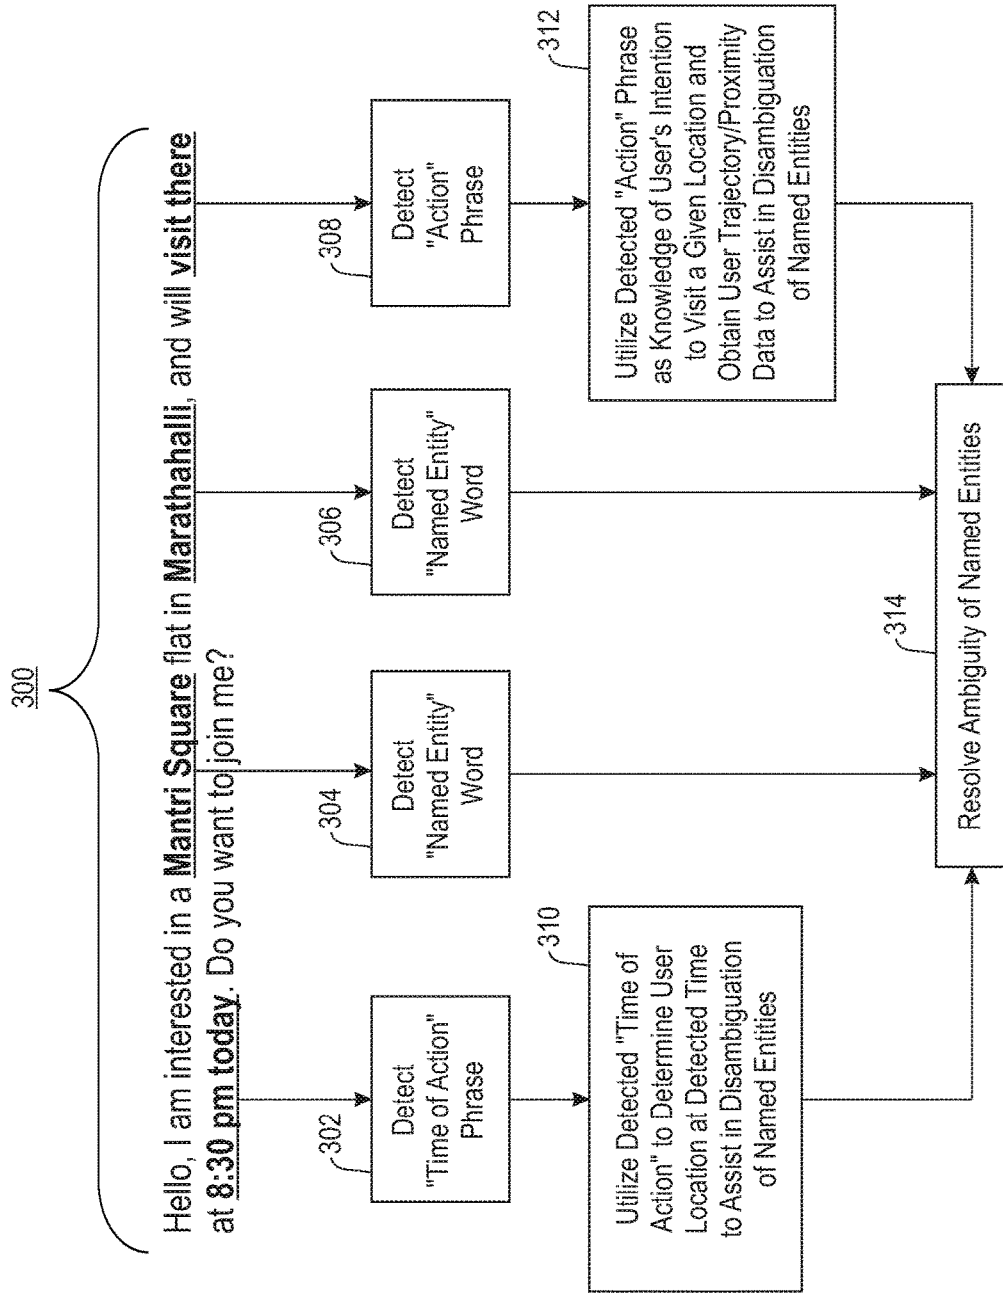 300
Hello, I am interested in a Mantri Square flat in Marathahalli, and will visit there
at 8:30 pm today. Do you want to join me?
302
Detect
"Time of Action"
Phrase
304
Detect
"Named Entity"
Word
306
Detect
"Named Entity"
Word
308
Detect
"Action"
Phrase
310
Utilize Detected "Time of
Action" to Determine User
Location at Detected Time
to Assist in Disambiguation
of Named Entities
312
Utilize Detected "Action" Phrase
as Knowledge of User's Intention
to Visit a Given Location and
Obtain User Trajectory/Proximity
Data to Assist in Disambiguation
of Named Entities
314
Resolve Ambiguity of Named Entities